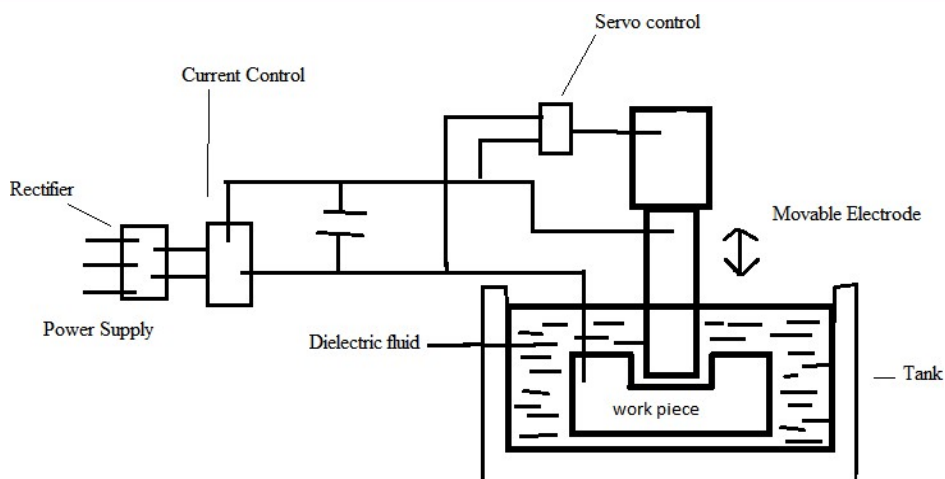 Servo control
Current Control
Rectifier
Movable Electrode
Power Supply
Dielectric fluid
Tank
work piece